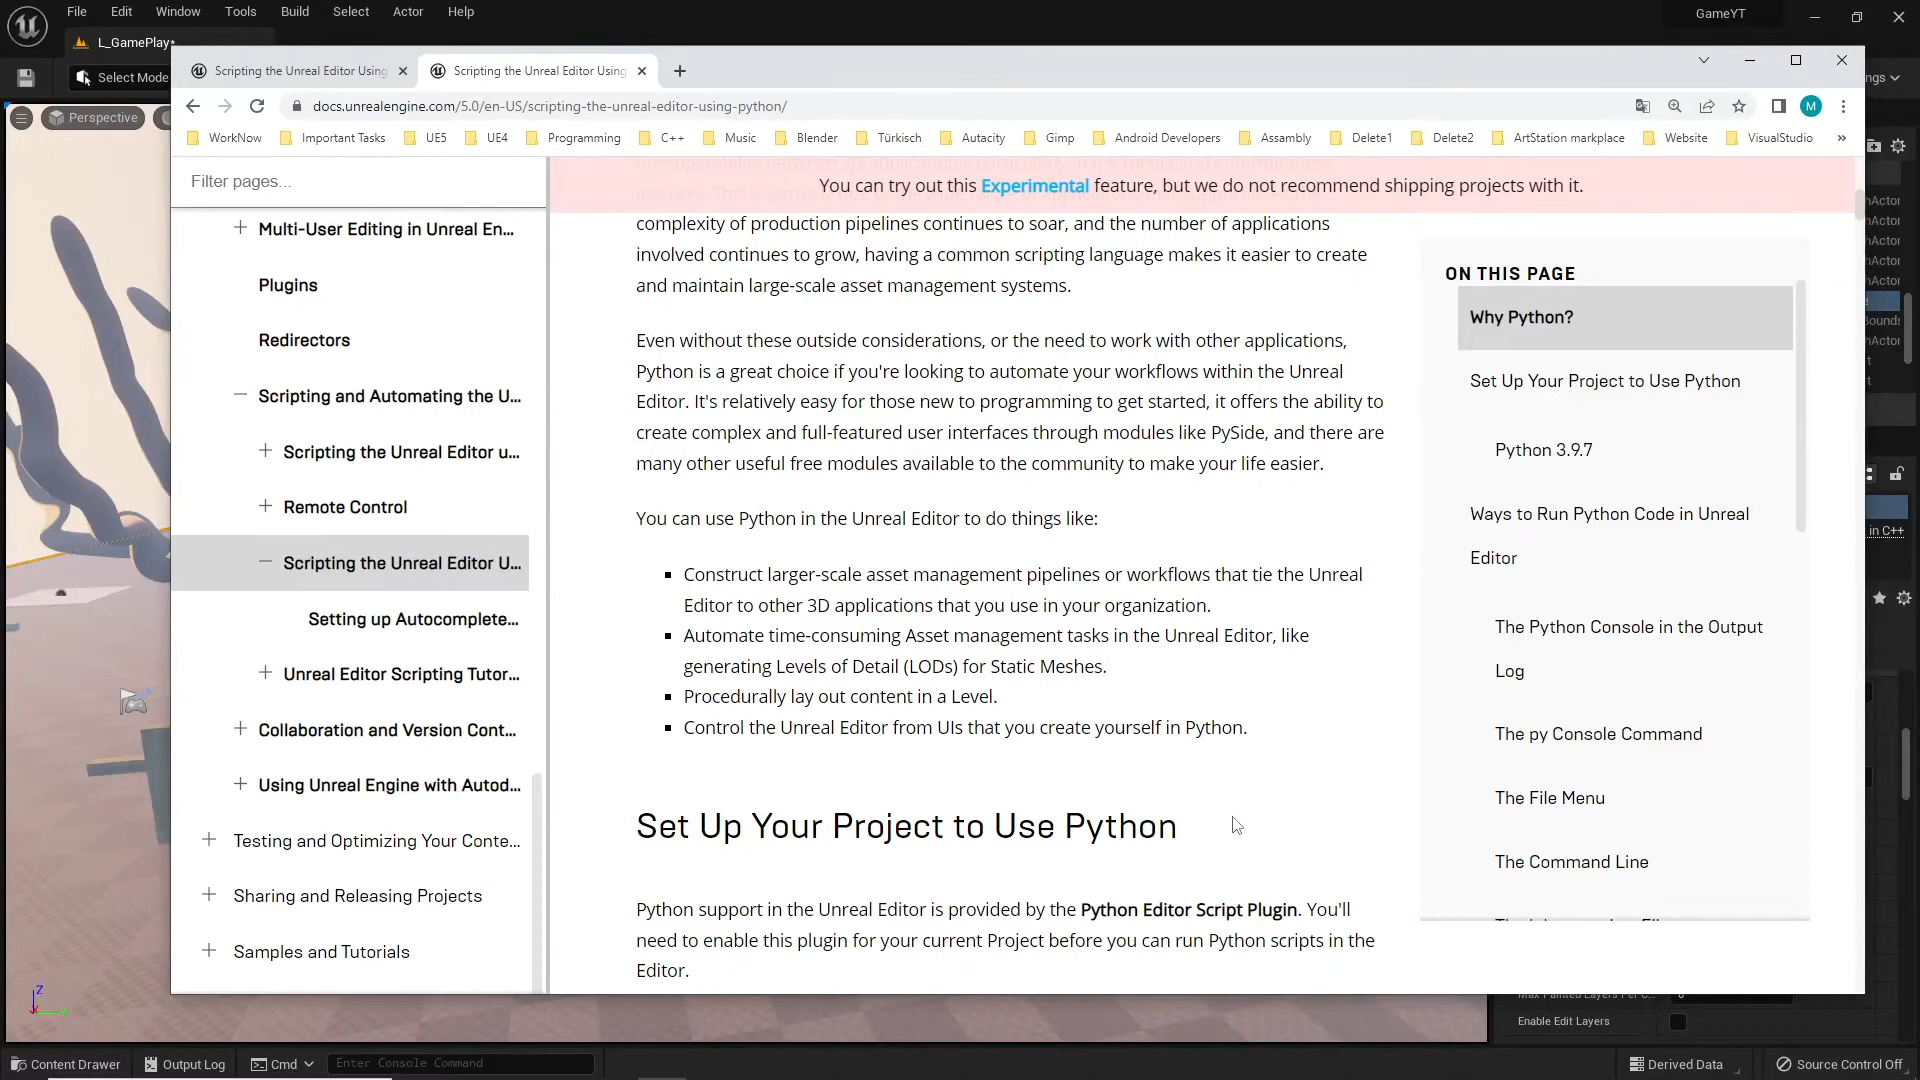 File Edit Window Tools Build Select Actor Help
GameYT
L_GamePlay*
Select Mode
Perspective
Scripting the Unreal Editor Using
Scripting the Unreal Editor Using
docs.unrealengine.com/5.0/en-US/scripting-the-unreal-editor-using-python/
M
WorkNow Important Tasks UE5 UE4 Programming C++ Music Blender Türkisch Autacity Gimp Android Developers Assambly Delete1 Delete2 ArtStation markplace Website VisualStudio »
Filter pages...
Multi-User Editing in Unreal En...
Plugins
Redirectors
Scripting and Automating the U...
Scripting the Unreal Editor u...
Remote Control
Scripting the Unreal Editor U...
Setting up Autocomplete...
Unreal Editor Scripting Tutor...
Collaboration and Version Cont...
Using Unreal Engine with Autod...
Testing and Optimizing Your Conte...
Sharing and Releasing Projects
Samples and Tutorials
You can try out this Experimental feature, but we do not recommend shipping projects with it.
complexity of production pipelines continues to soar, and the number of applications
involved continues to grow, having a common scripting language makes it easier to create
and maintain large-scale asset management systems.
Even without these outside considerations, or the need to work with other applications,
Python is a great choice if you're looking to automate your workflows within the Unreal
Editor. It's relatively easy for those new to programming to get started, it offers the ability to
create complex and full-featured user interfaces through modules like PySide, and there are
many other useful free modules available to the community to make your life easier.
You can use Python in the Unreal Editor to do things like:
Construct larger-scale asset management pipelines or workflows that tie the Unreal
Editor to other 3D applications that you use in your organization.
Automate time-consuming Asset management tasks in the Unreal Editor, like
generating Levels of Detail (LODs) for Static Meshes.
Procedurally lay out content in a Level.
Control the Unreal Editor from UIs that you create yourself in Python.
Set Up Your Project to Use Python
Python support in the Unreal Editor is provided by the Python Editor Script Plugin. You'll
need to enable this plugin for your current Project before you can run Python scripts in the
Editor.
ON THIS PAGE
Why Python?
Set Up Your Project to Use Python
Python 3.9.7
Ways to Run Python Code in Unreal
Editor
The Python Console in the Output
Log
The py Console Command
The File Menu
The Command Line
in C++
Enable Edit Layers
Z
Content Drawer Output Log Cmd Enter Console Command Derived Data Source Control Off